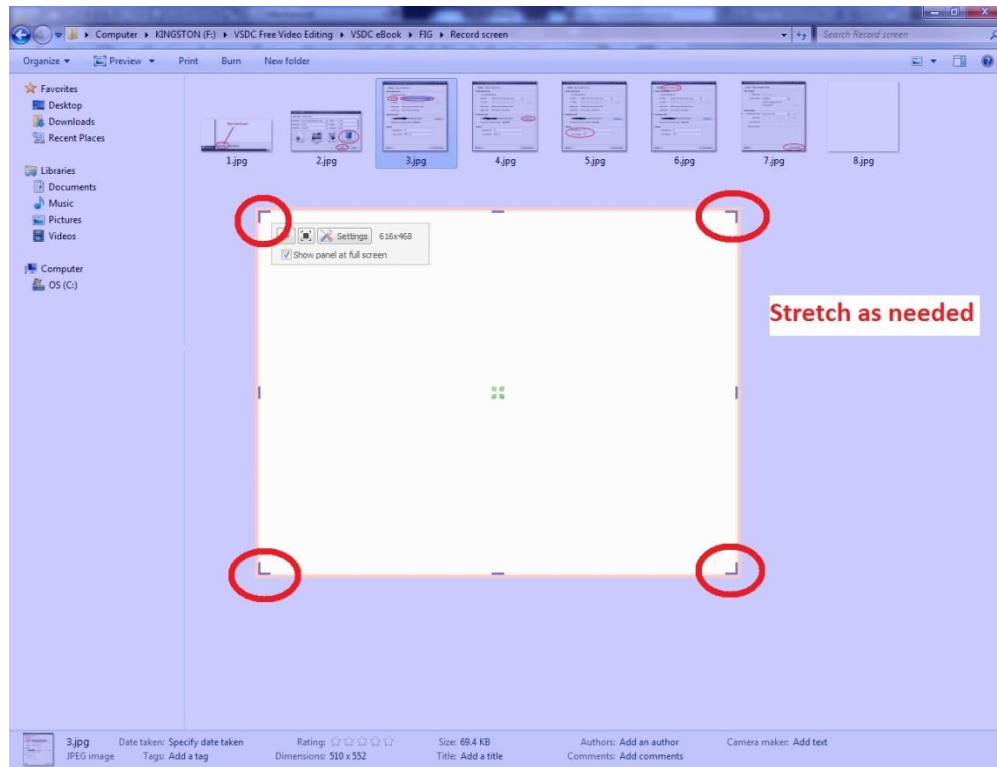 Computer ▸ KINGSTON (F:) ▸ VSDC Free Video Editing ▸ VSDC eBook ▸ FIG ▸ Record screen
Search Record screen
Organize Preview Print Burn New folder
Favorites
Desktop
Downloads
Recent Places
Libraries
Documents
Music
Pictures
Videos
Computer
OS (C:)
1.jpg 2.jpg 3.jpg 4.jpg 5.jpg 6.jpg 7.jpg 8.jpg
Settings 616x468
Show panel at full screen
Stretch as needed
3.jpg Date taken: Specify date taken Rating: ☆☆☆☆☆ Size: 69.4 KB Authors: Add an author Camera maker: Add text
JPEG image Tags: Add a tag Dimensions: 510 x 552 Title: Add a title Comments: Add comments